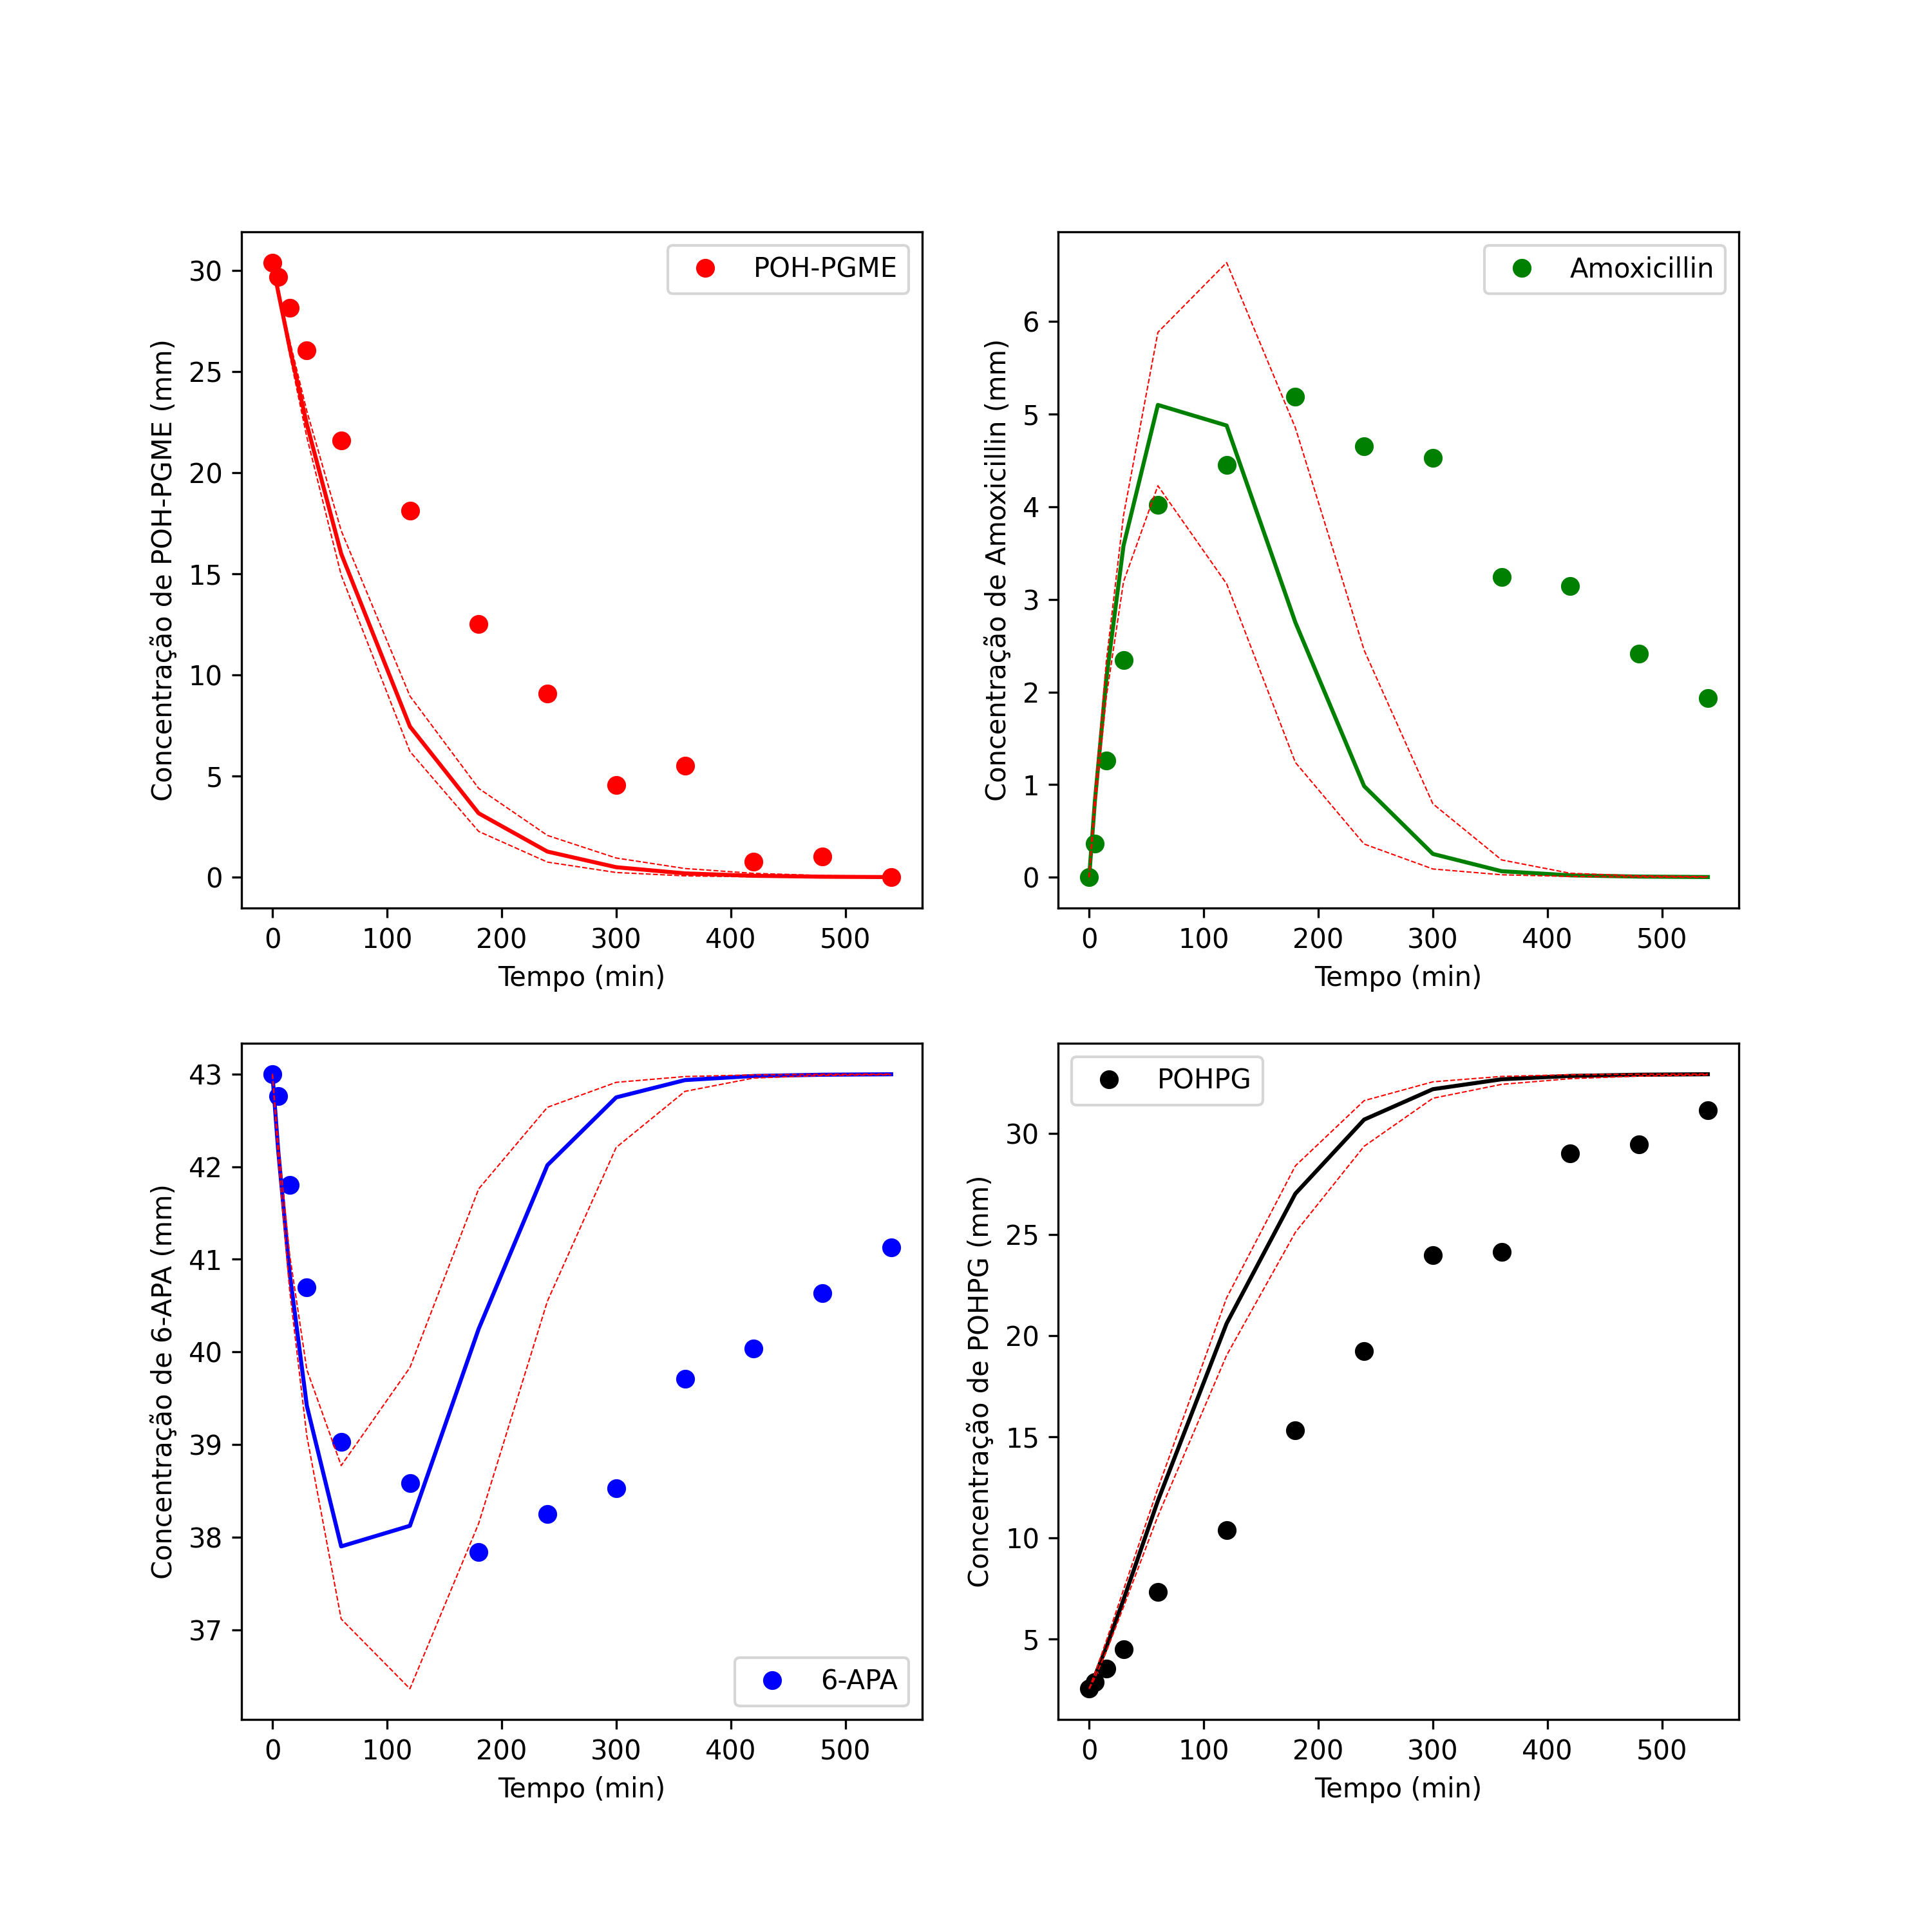 POH-PGME
Concentração de POH-PGME (mm)
30
25
20
15
10
5
0
0 100 200 300 400 500
Tempo (min)
Amoxicillin
Concentração de Amoxicillin (mm)
6
5
4
3
2
1
0
0 100 200 300 400 500
Tempo (min)
Concentração de 6-APA (mm)
43
42
41
40
39
38
37
6-APA
0 100 200 300 400 500
Tempo (min)
POHPG
Concentração de POHPG (mm)
30
25
20
15
10
5
0 100 200 300 400 500
Tempo (min)